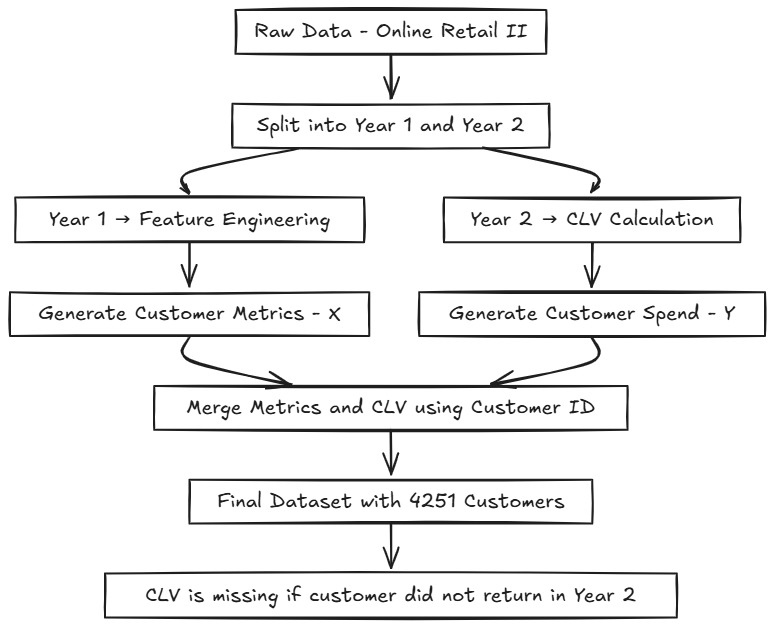 Raw Data - Online Retail II
Split into Year 1 and Year 2
Year 1 → Feature Engineering
Year 2 → CLV Calculation
Generate Customer Metrics - X
Generate Customer Spend - Y
Merge Metrics and CLV using Customer ID
Final Dataset with 4251 Customers
CLV is missing if customer did not return in Year 2